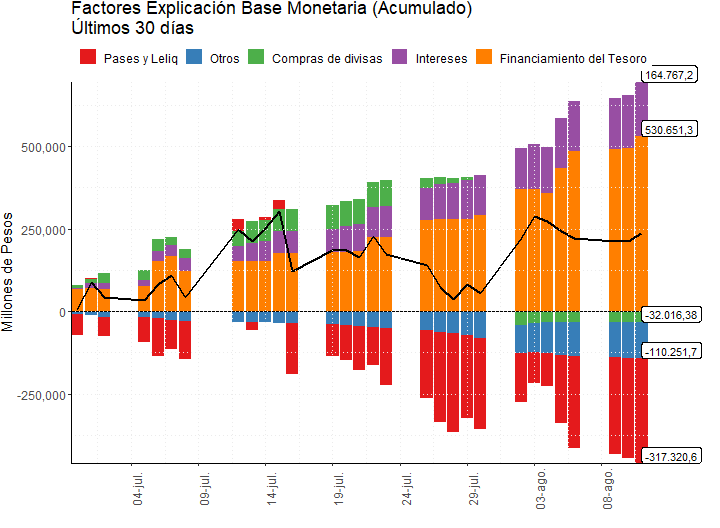 Factores Explicación Base Monetaria (Acumulado)
Últimos 30 días
Pases y Leliq Otros Compras de divisas Intereses Financiamiento del Tesoro
164.767,2
530.651,3
500,000
250,000
0
-250,000
-32.016,38
-110.251,7
-317.320,6
Millones de Pesos
04-jul.
09-jul.
14-jul.
19-jul.
24-jul.
29-jul.
03-ago.
08-ago.